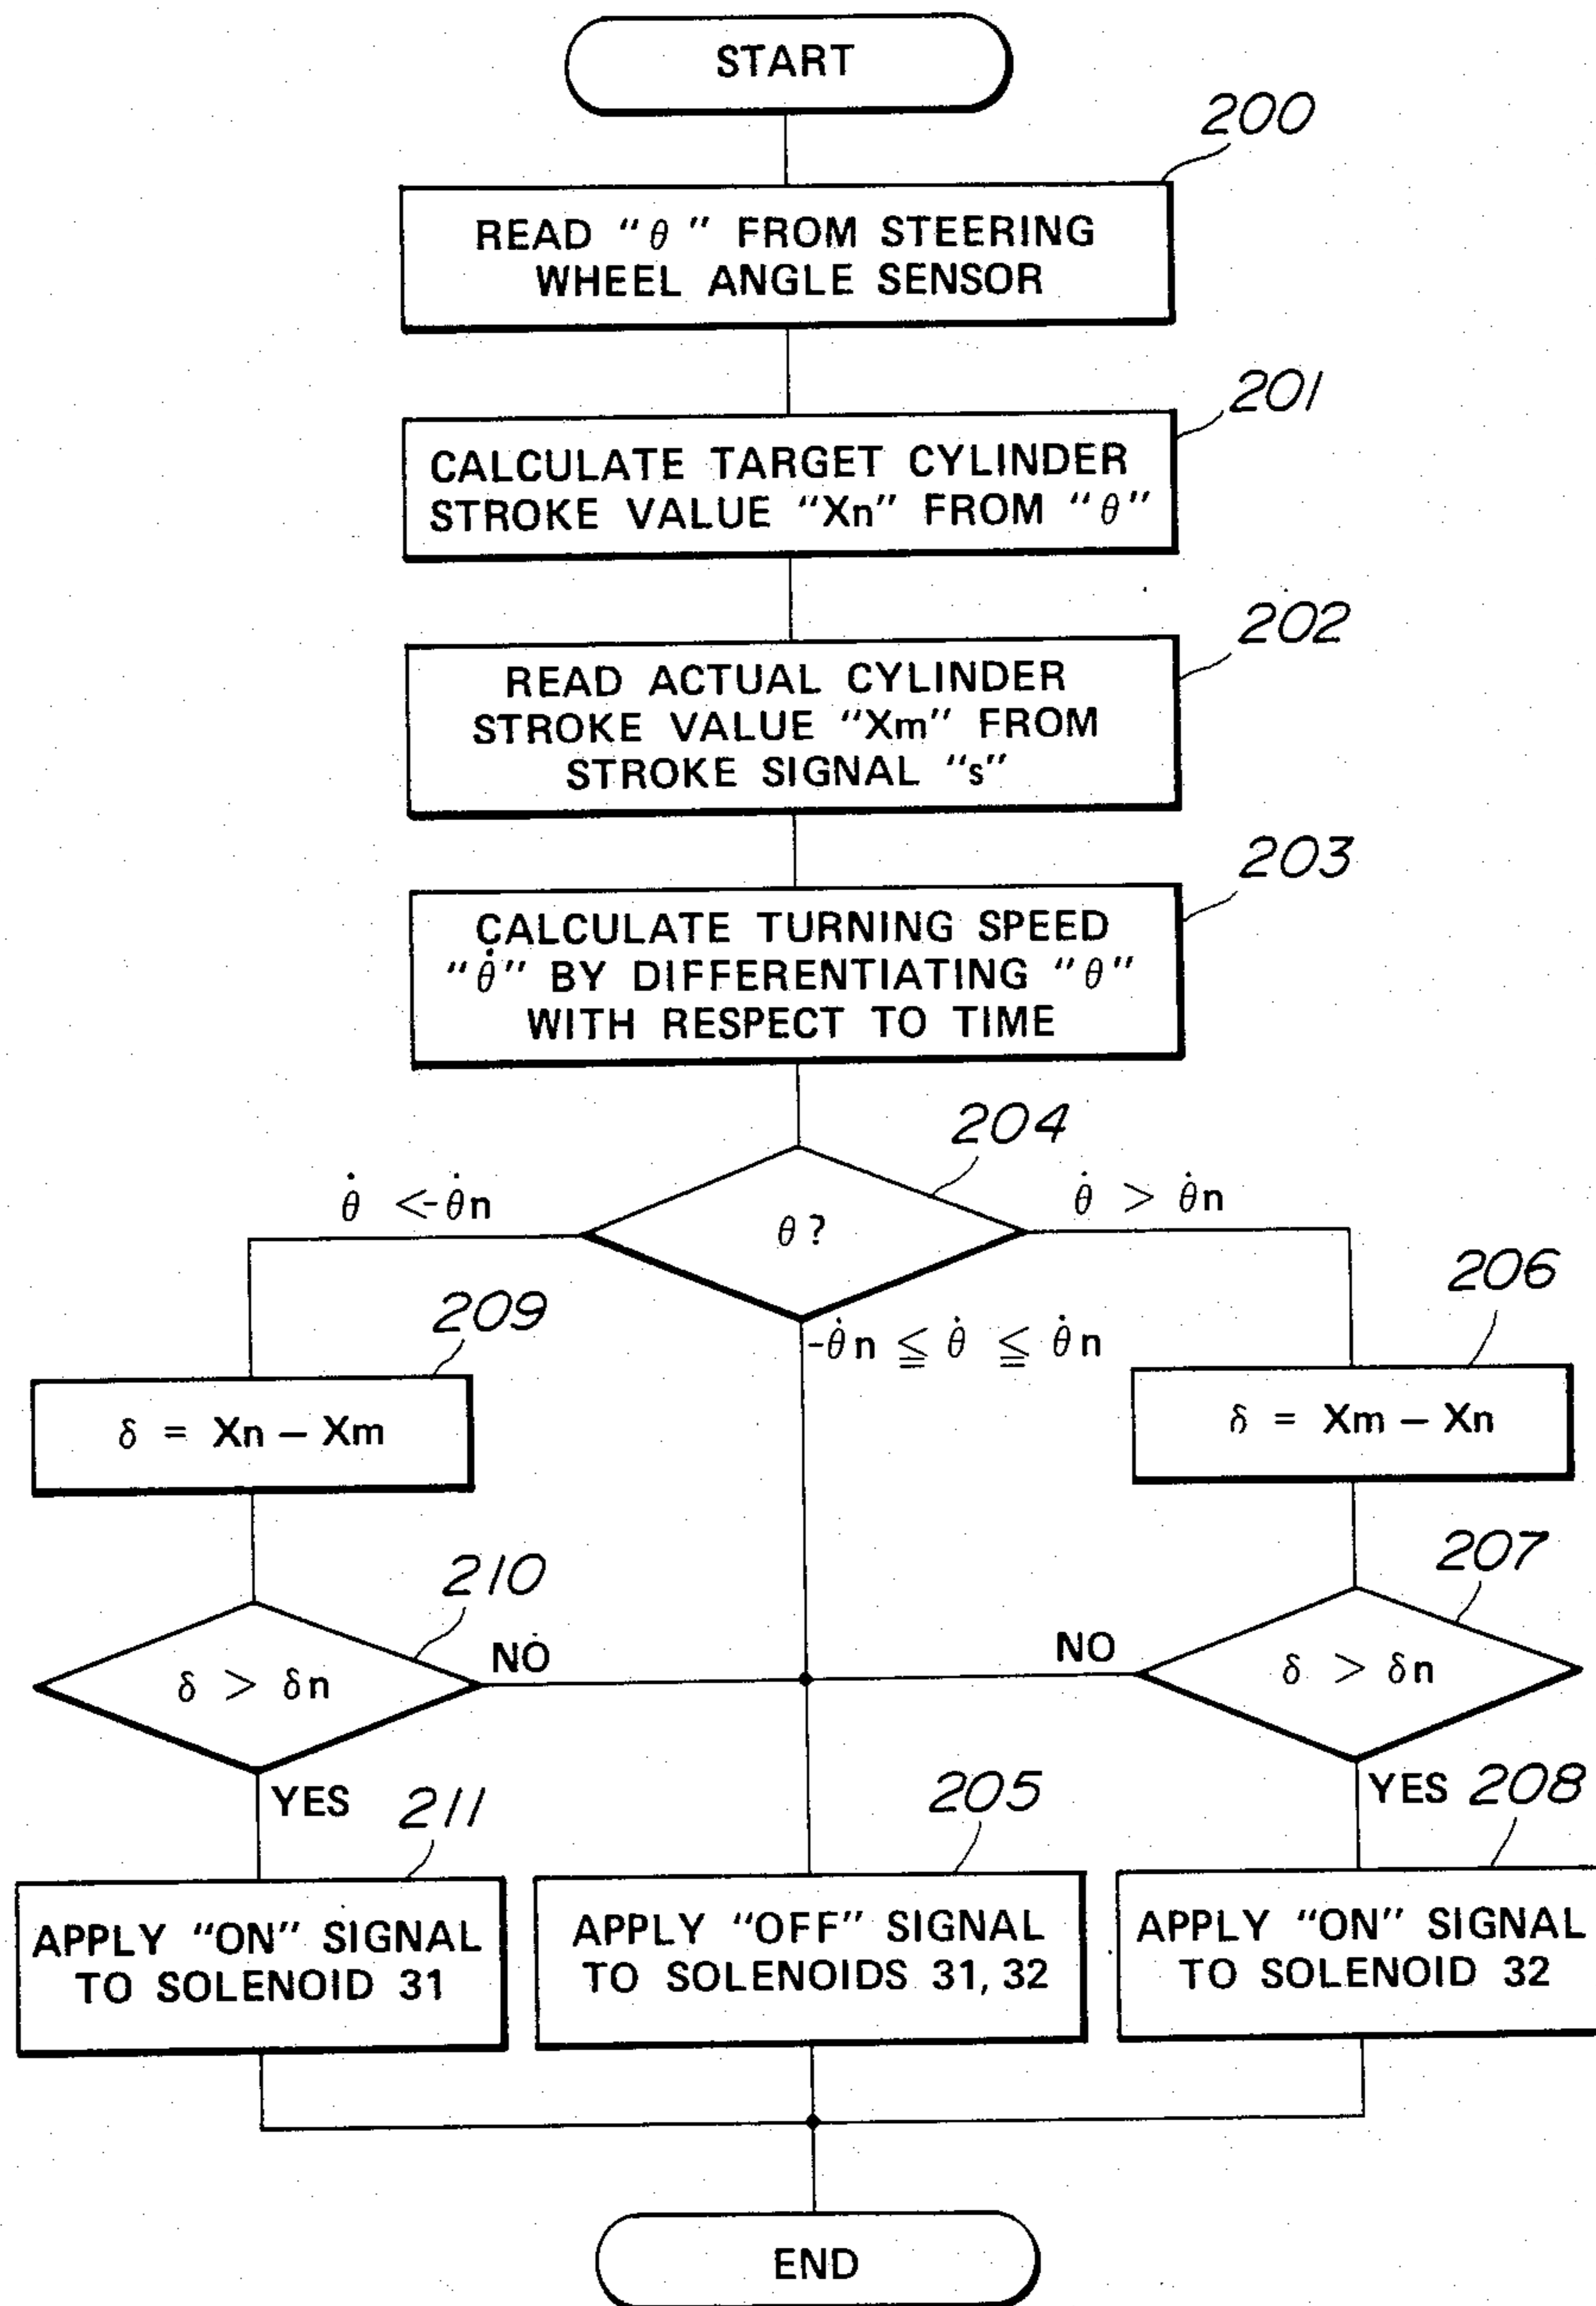 START
200
READ "θ" FROM STEERING
WHEEL ANGLE SENSOR
201
CALCULATE TARGET CYLINDER
STROKE VALUE "Xn" FROM "θ"
202
READ ACTUAL CYLINDER
STROKE VALUE "Xm" FROM
STROKE SIGNAL "s"
203
CALCULATE TURNING SPEED
"θ̇" BY DIFFERENTIATING "θ"
WITH RESPECT TO TIME
204
θ̇ <-θ̇n
θ?
θ̇ > θ̇n
-θ̇n ≦ θ̇ ≦ θ̇n
209
206
δ = Xn – Xm
δ = Xm – Xn
210
207
δ > δn
NO
NO
δ > δn
YES
YES
211
205
208
APPLY "ON" SIGNAL
TO SOLENOID 31
APPLY "OFF" SIGNAL
TO SOLENOIDS 31, 32
APPLY "ON" SIGNAL
TO SOLENOID 32
END